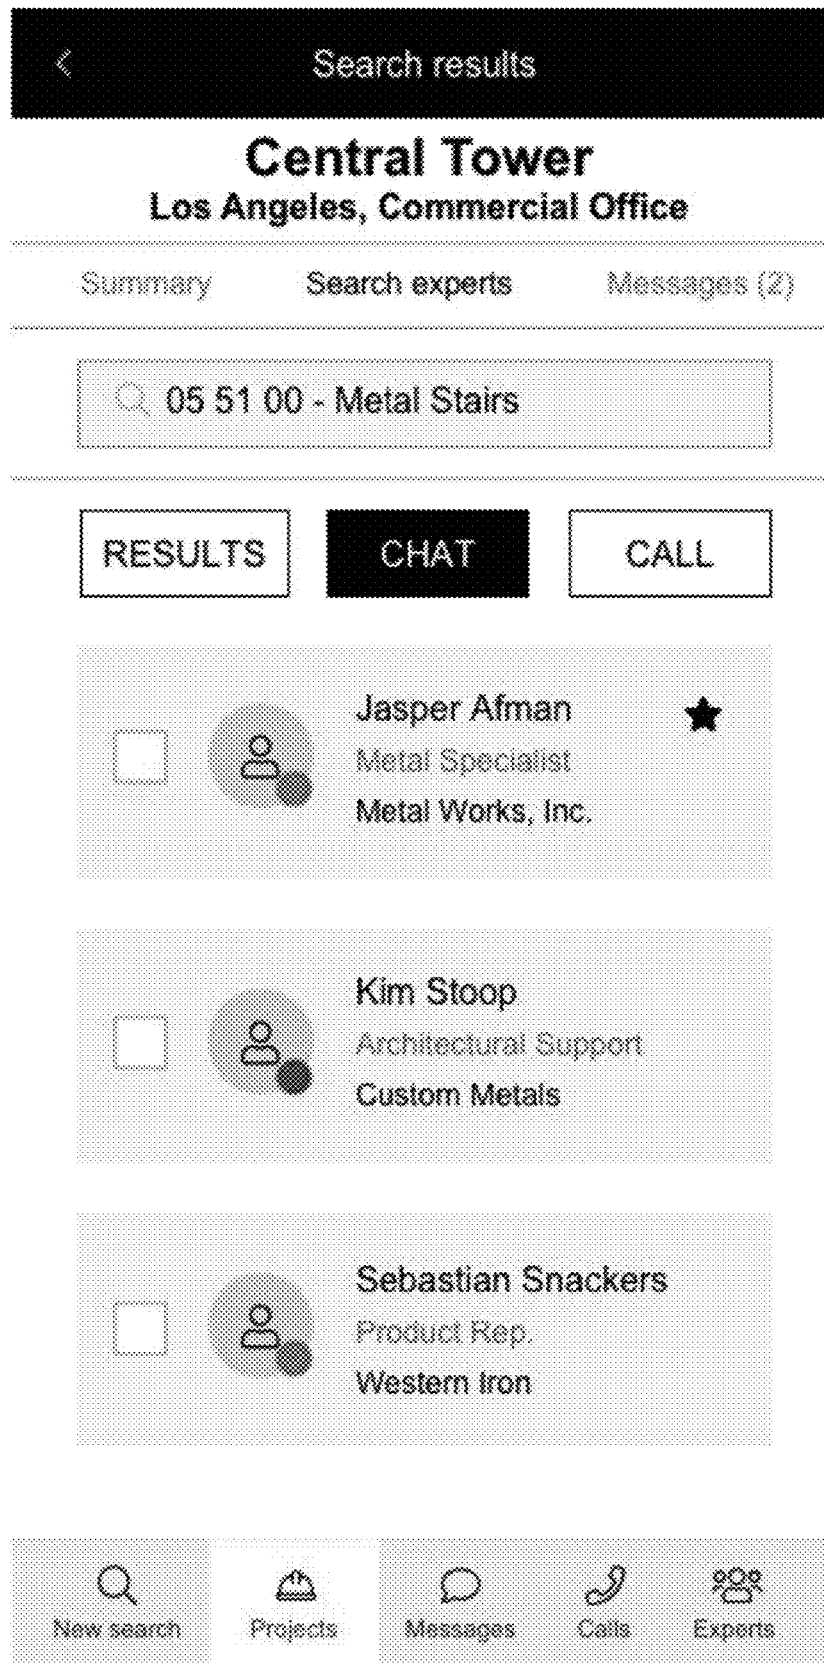 Search results
Central Tower
Los Angeles, Commercial Office
Summary Search experts Messages (2)
05 51 00 - Metal Stairs
RESULTS CHAT CALL
Jasper Afman
Metal Specialist
Metal Works, Inc.
Kim Stoop
Architectural Support
Custom Metals
Sebastian Snackers
Product Rep.
Western Iron
New search Projects Messages Calls Experts